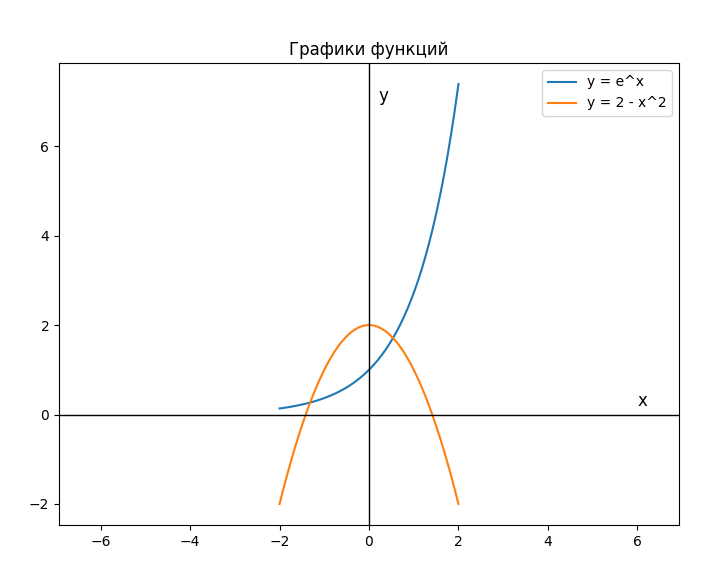 Графики функций
y = e^x
y = 2 - x^2
y
6
4
2
x
0
−2
−6 −4 −2 0 2 4 6